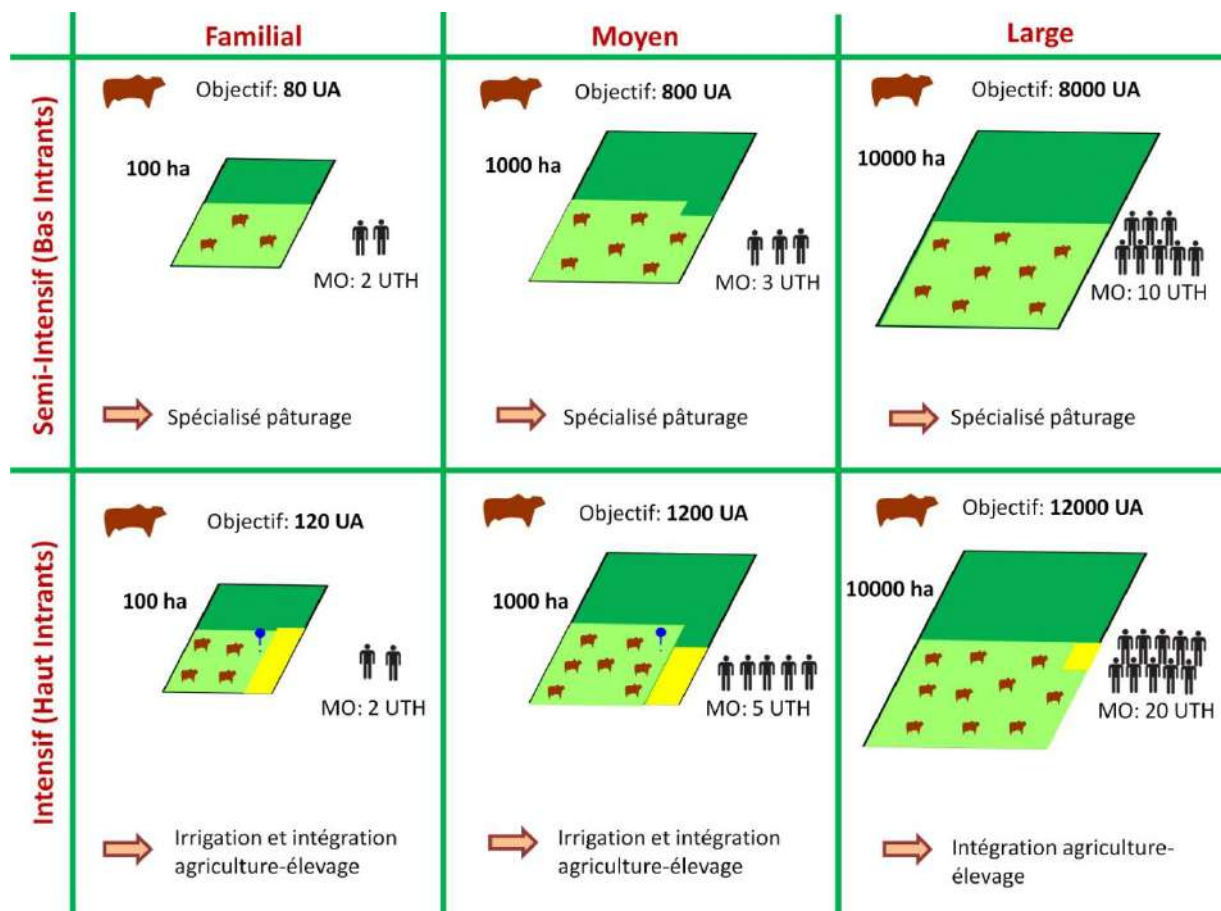 Familial
Moyen
Large
Semi-Intensif (Bas Intrants)
Objectif: 80 UA
100 ha
MO: 2 UTH
Spécialisé pâturage
Objectif: 800 UA
1000 ha
MO: 3 UTH
Spécialisé pâturage
Objectif: 8000 UA
10000 ha
MO: 10 UTH
Spécialisé pâturage
Intensif (Haut Intrants)
Objectif: 120 UA
100 ha
MO: 2 UTH
Irrigation et intégration
agriculture-élevage
Objectif: 1200 UA
1000 ha
MO: 5 UTH
Irrigation et intégration
agriculture-élevage
Objectif: 12000 UA
10000 ha
MO: 20 UTH
Intégration agriculture-
élevage